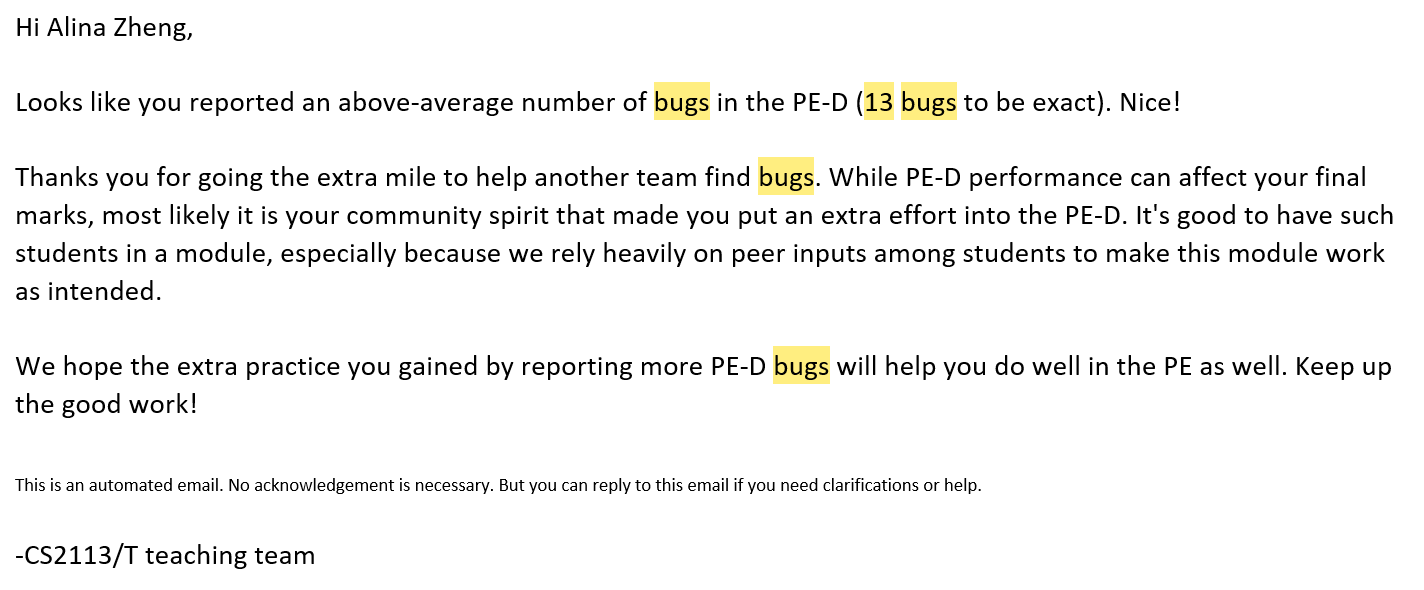 Hi Alina Zheng,
Looks like you reported an above-average number of bugs in the PE-D (13 bugs to be exact). Nice!
Thanks you for going the extra mile to help another team find bugs. While PE-D performance can affect your final
marks, most likely it is your community spirit that made you put an extra effort into the PE-D. It's good to have such
students in a module, especially because we rely heavily on peer inputs among students to make this module work
as intended.
We hope the extra practice you gained by reporting more PE-D bugs will help you do well in the PE as well. Keep up
the good work!
This is an automated email. No acknowledgement is necessary. But you can reply to this email if you need clarifications or help.
-CS2113/T teaching team